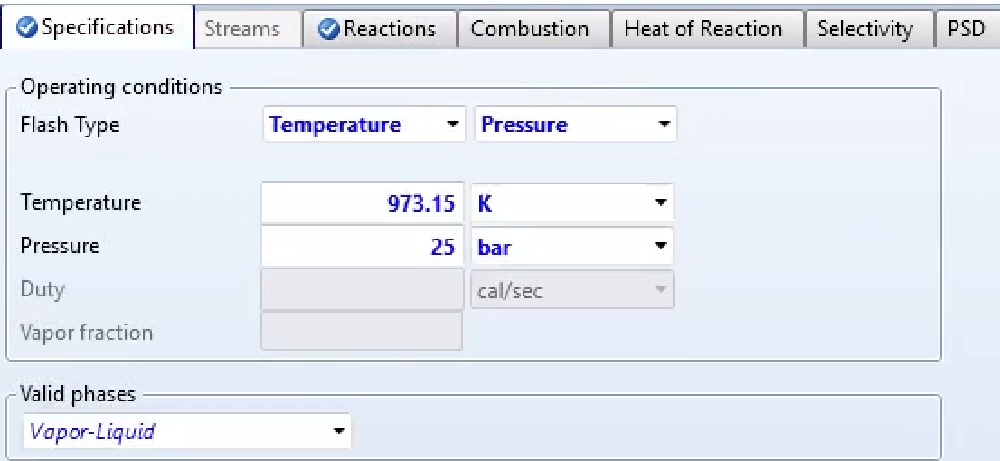 Specifications Streams Reactions Combustion Heat of Reaction Selectivity PSD
Operating conditions
Flash Type Temperature Pressure
Temperature 973.15 K
Pressure 25 bar
Duty cal/sec
Vapor fraction
Valid phases
Vapor-Liquid